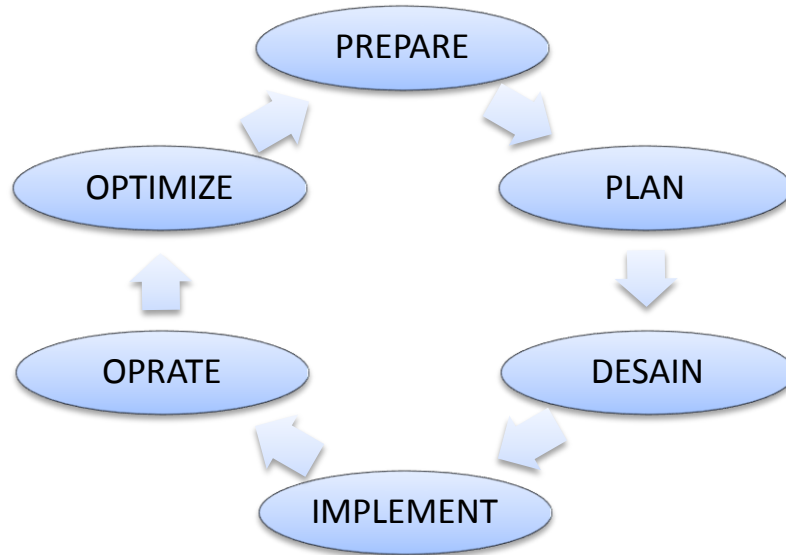 PREPARE
PLAN
DESAIN
IMPLEMENT
OPRATE
OPTIMIZE